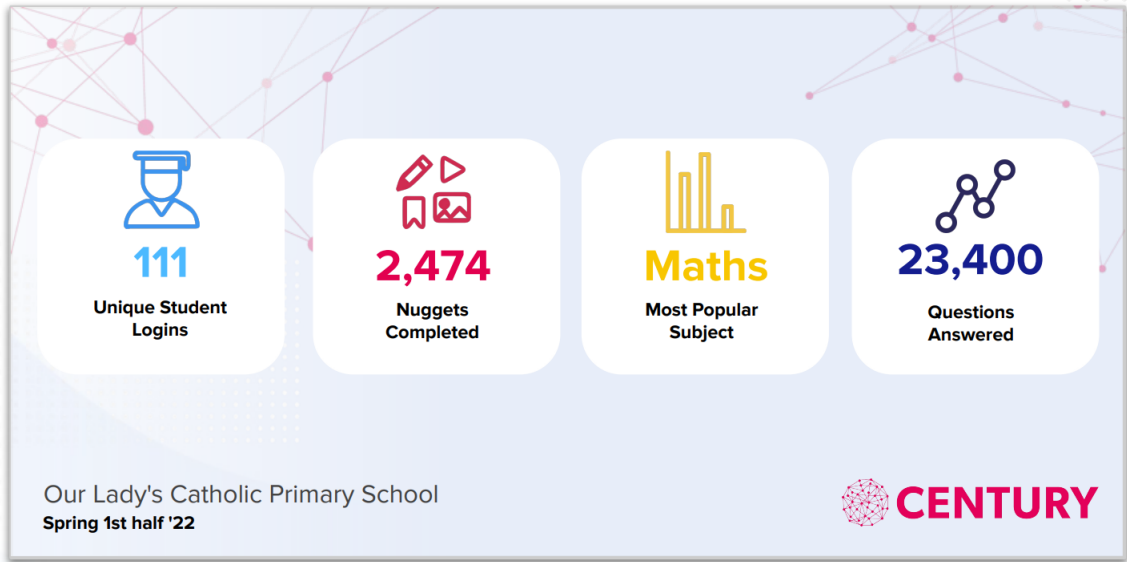 111
Unique Student
Logins
2,474
Nuggets
Completed
Maths
Most Popular
Subject
23,400
Questions
Answered
Our Lady's Catholic Primary School
Spring 1st half '22
CENTURY